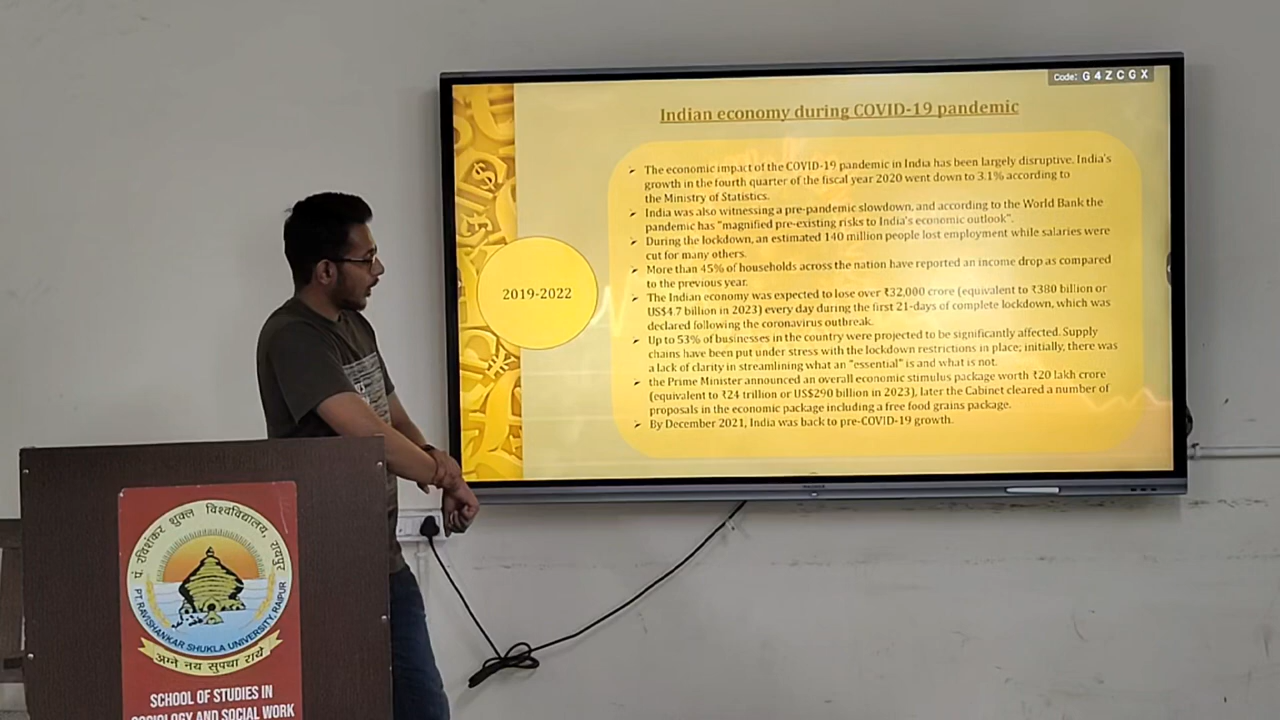 Code: G 4 Z C G X
Indian economy during COVID-19 pandemic
2019-2022
➢ The economic impact of the COVID-19 pandemic in India has been largely disruptive. India's
growth in the fourth quarter of the fiscal year 2020 went down to 3.1% according to
the Ministry of Statistics.
➢ India was also witnessing a pre-pandemic slowdown, and according to the World Bank the
pandemic has "magnified pre-existing risks to India's economic outlook".
➢ During the lockdown, an estimated 140 million people lost employment while salaries were
cut for many others.
➢ More than 45% of households across the nation have reported an income drop as compared
to the previous year.
➢ The Indian economy was expected to lose over ₹32,000 crore (equivalent to ₹380 billion or
US$4.7 billion in 2023) every day during the first 21-days of complete lockdown, which was
declared following the coronavirus outbreak.
➢ Up to 53% of businesses in the country were projected to be significantly affected. Supply
chains have been put under stress with the lockdown restrictions in place; initially, there was
a lack of clarity in streamlining what an "essential" is and what is not.
➢ the Prime Minister announced an overall economic stimulus package worth ₹20 lakh crore
(equivalent to ₹24 trillion or US$290 billion in 2023), later the Cabinet cleared a number of
proposals in the economic package including a free food grains package.
➢ By December 2021, India was back to pre-COVID-19 growth.
पं. रविशंकर शुक्ल विश्वविद्यालय, रायपुर
PT. RAVISHANKAR SHUKLA UNIVERSITY, RAIPUR
अग्ने नय सुपथा राये
SCHOOL OF STUDIES IN
SOCIOLOGY AND SOCIAL WORK